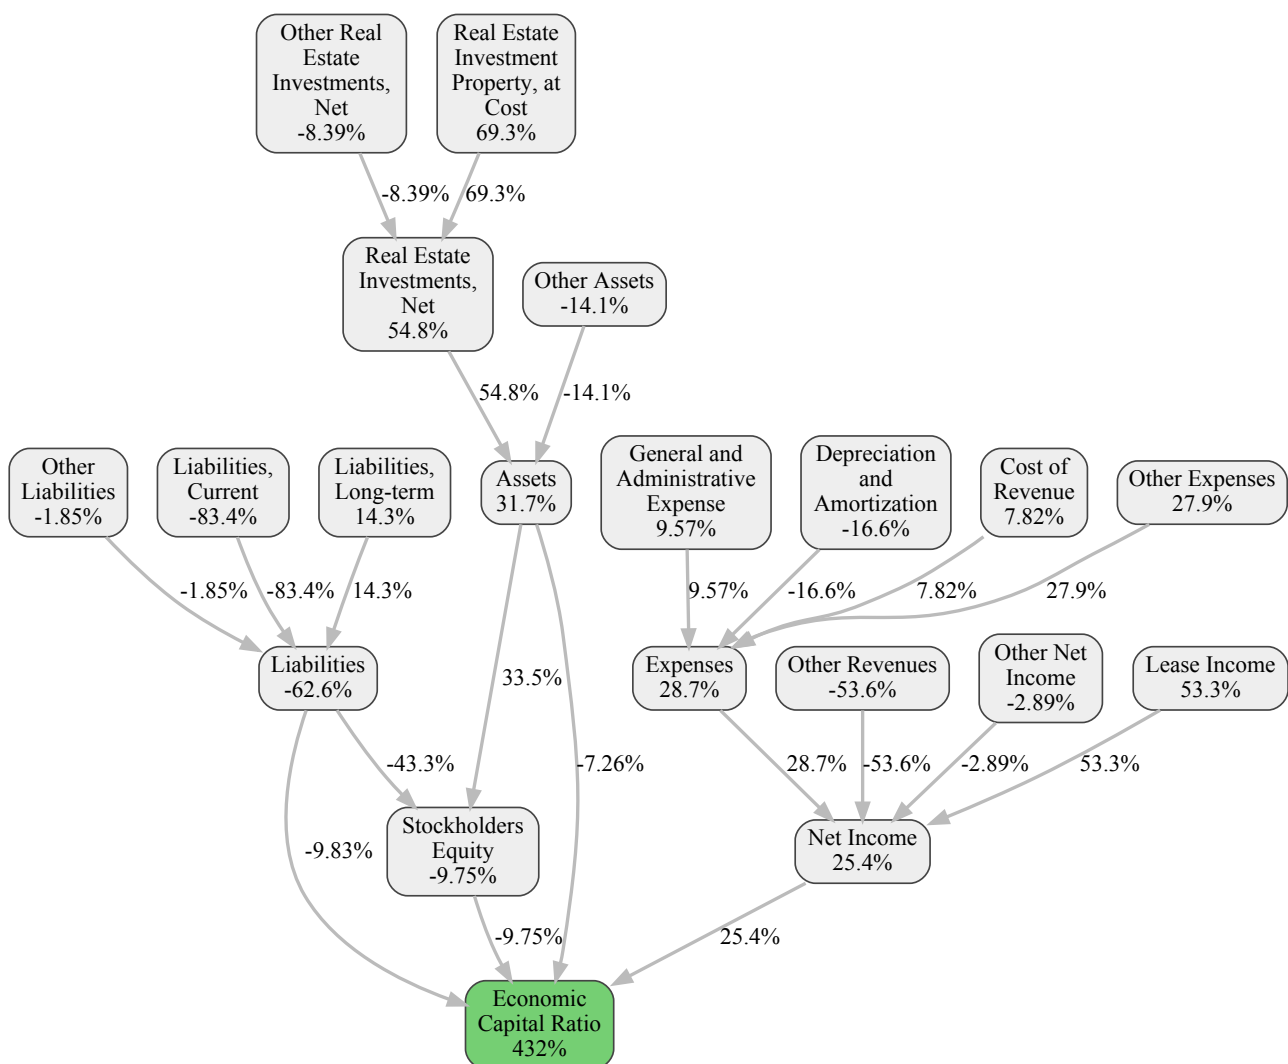 Other Real
Estate
Investments,
Net
-8.39%
Real Estate
Investment
Property, at
Cost
69.3%
-8.39%
69.3%
Real Estate
Investments,
Net
54.8%
Other Assets
-14.1%
54.8%
-14.1%
Other
Liabilities
-1.85%
Liabilities,
Current
-83.4%
Liabilities,
Long-term
14.3%
Assets
31.7%
General and
Administrative
Expense
9.57%
Depreciation
and
Amortization
-16.6%
Cost of
Revenue
7.82%
Other Expenses
27.9%
-1.85%
-83.4%
14.3%
9.57%
-16.6%
7.82%
27.9%
Liabilities
-62.6%
33.5%
Expenses
28.7%
Other Revenues
-53.6%
Other Net
Income
-2.89%
Lease Income
53.3%
-43.3%
-7.26%
28.7%
-53.6%
-2.89%
53.3%
-9.83%
Stockholders
Equity
-9.75%
Net Income
25.4%
-9.75%
25.4%
Economic
Capital Ratio
432%